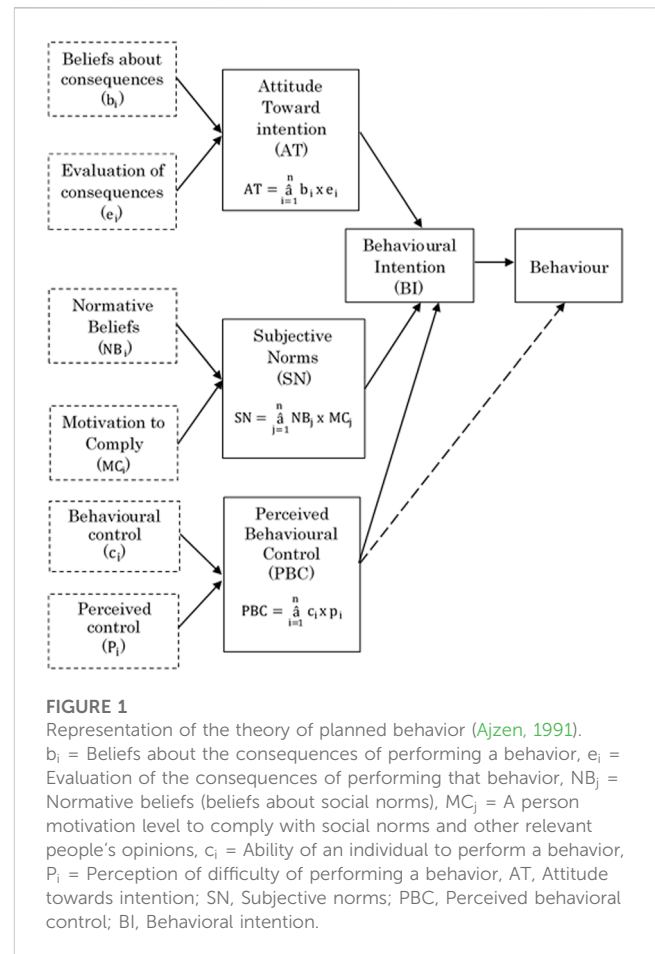 Beliefs about
consequences
(bᵢ)
Evaluation of
consequences
(eᵢ)
Attitude
Toward
intention
(AT)
n
AT = â bᵢ x eᵢ
i=1
Behavioural
Intention
(BI)
Behaviour
Normative
Beliefs
(NBᵢ)
Motivation to
Comply
(MCᵢ)
Subjective
Norms
(SN)
n
SN = â NBⱼ x MCⱼ
j=1
Behavioural
control
(cᵢ)
Perceived
control
(Pᵢ)
Perceived
Behavioural
Control
(PBC)
n
PBC = â cᵢ x pᵢ
i=1
FIGURE 1
Representation of the theory of planned behavior (Ajzen, 1991).
bᵢ = Beliefs about the consequences of performing a behavior, eᵢ =
Evaluation of the consequences of performing that behavior, NBⱼ =
Normative beliefs (beliefs about social norms), MCⱼ = A person
motivation level to comply with social norms and other relevant
people's opinions, cᵢ = Ability of an individual to perform a behavior,
Pᵢ = Perception of difficulty of performing a behavior, AT, Attitude
towards intention; SN, Subjective norms; PBC, Perceived behavioral
control; BI, Behavioral intention.